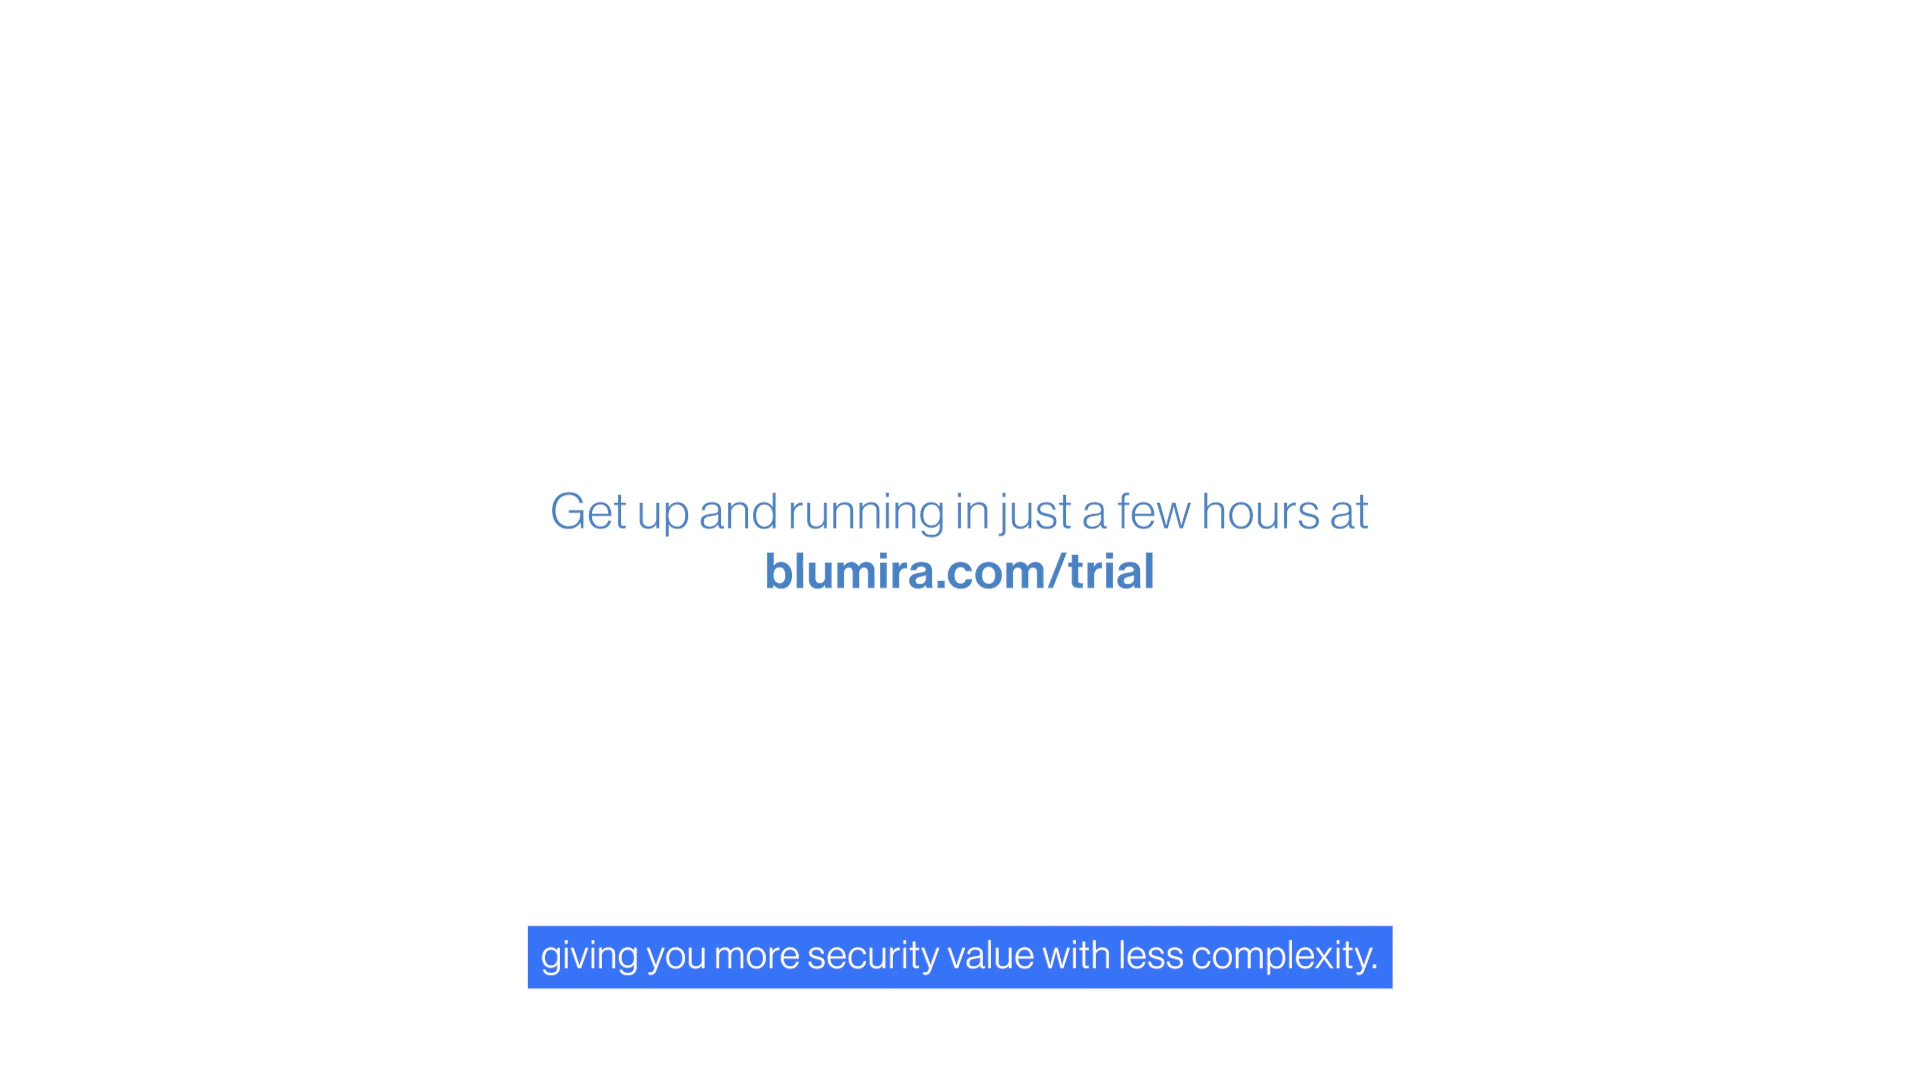 Get up and running in just a few hours at
blumira.com/trial
giving you more security value with less complexity.